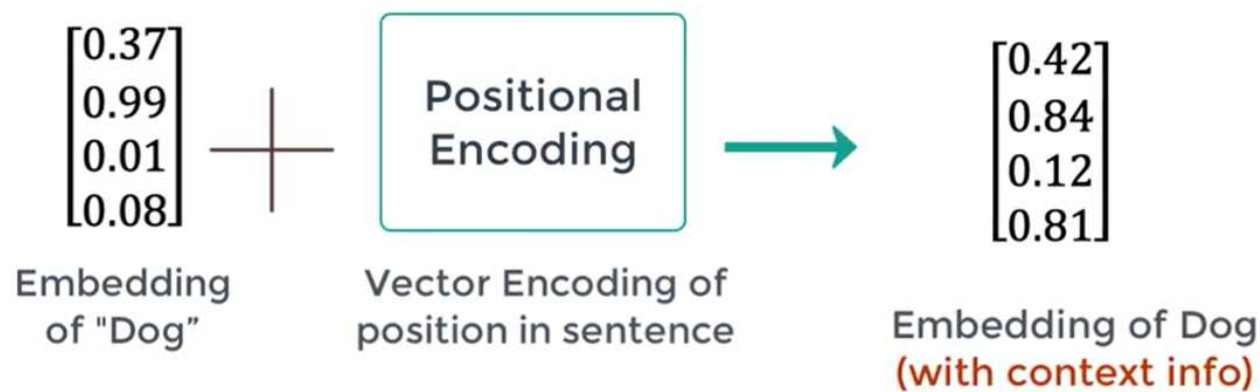 [0.37]
0.99
0.01
[0.08]
+
Positional
Encoding
[0.42]
0.84
0.12
[0.81]
Embedding
of "Dog”
Vector Encoding of
position in sentence
Embedding of Dog
(with context info)